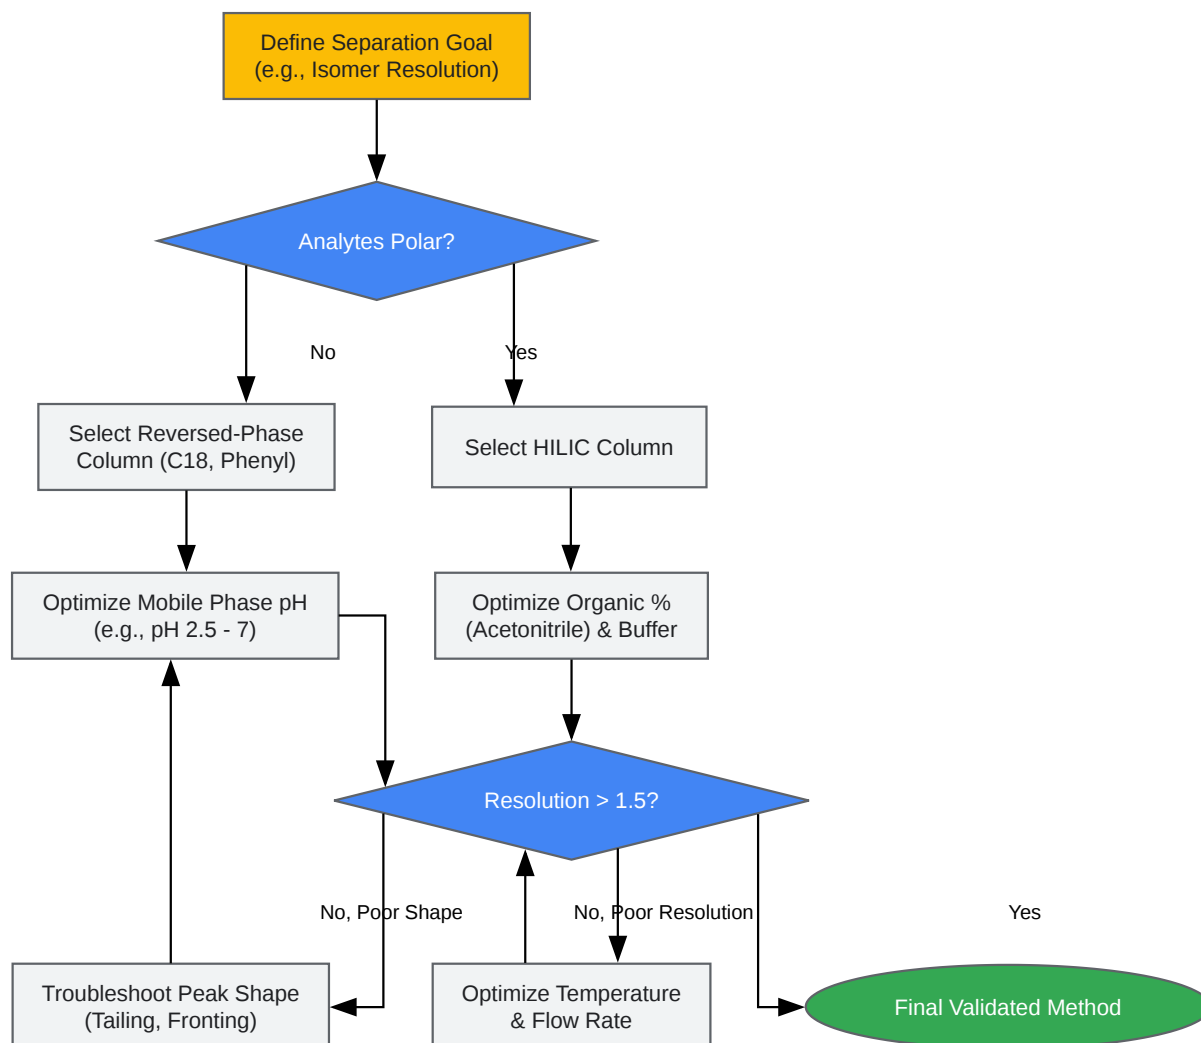 Define Separation Goal
(e.g., Isomer Resolution)
Analytes Polar?
No
Yes
Select Reversed-Phase
Column (C18, Phenyl)
Select HILIC Column
Optimize Mobile Phase pH
(e.g., pH 2.5 - 7)
Optimize Organic %
(Acetonitrile) & Buffer
Resolution > 1.5?
No, Poor Shape
No, Poor Resolution
Yes
Troubleshoot Peak Shape
(Tailing, Fronting)
Optimize Temperature
& Flow Rate
Final Validated Method